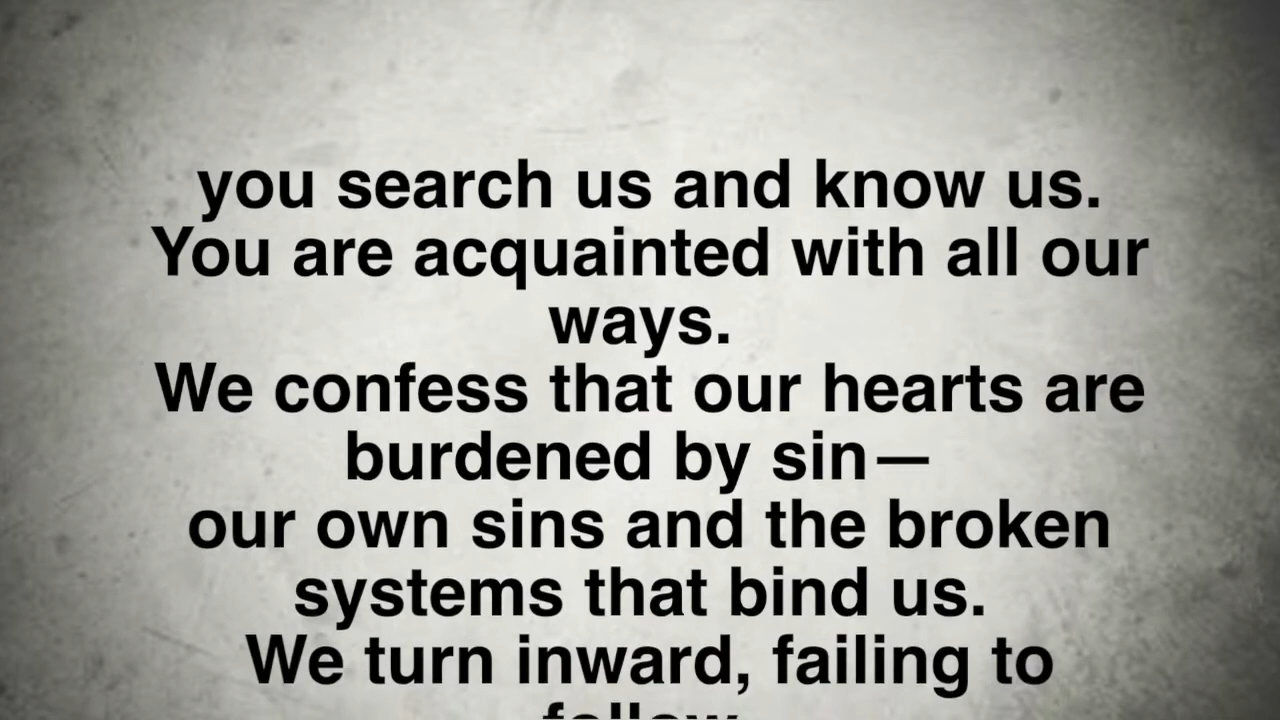 you search us and know us.
You are acquainted with all our
ways.
We confess that our hearts are
burdened by sin—
our own sins and the broken
systems that bind us.
We turn inward, failing to
follow